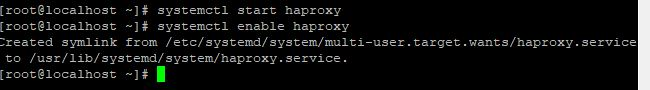 [root@localhost ~]# systemctl start haproxy
[root@localhost ~]# systemctl enable haproxy
Created symlink from /etc/systemd/system/multi-user.target.wants/haproxy.service
 to /usr/lib/systemd/system/haproxy.service.
[root@localhost ~]#